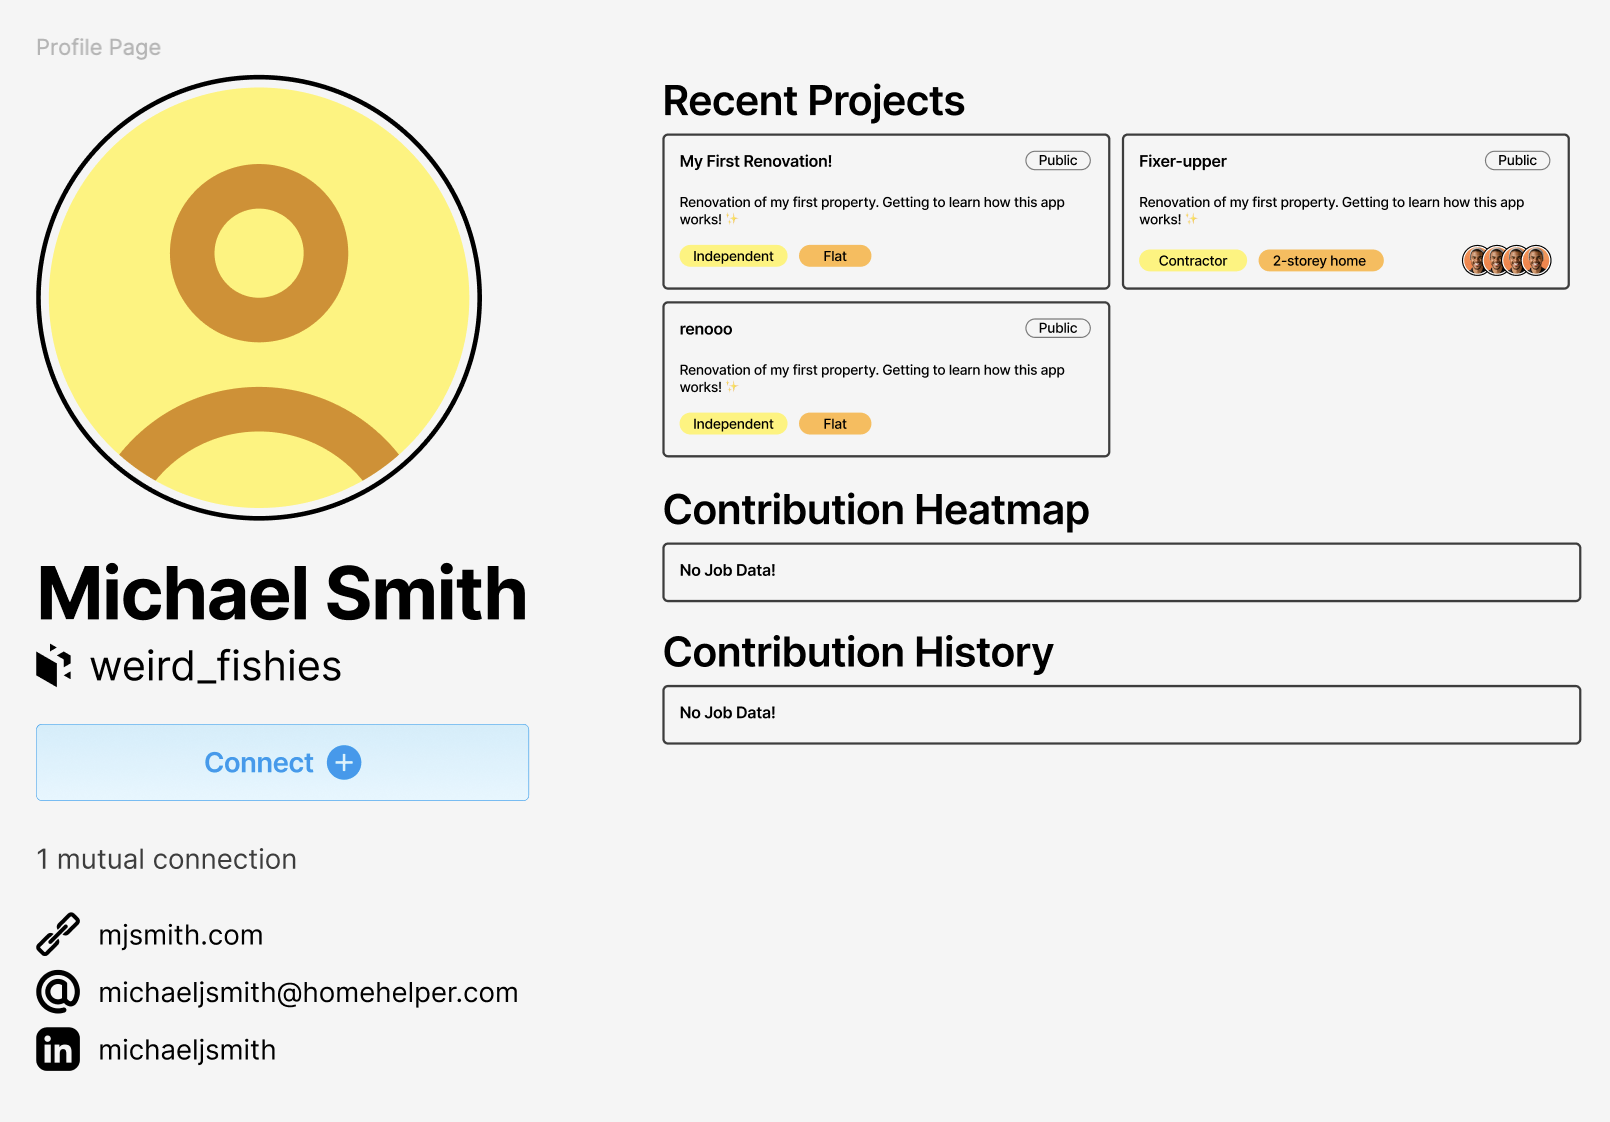 Profile Page
Michael Smith
weird_fishies
Connect
1 mutual connection
mjsmith.com
michaeljsmith@homehelper.com
in
michaeljsmith
Recent Projects
My First Renovation!
Public
Renovation of my first property. Getting to learn how this app
works! ✨
Independent
Flat
Fixer-upper
Public
Renovation of my first property. Getting to learn how this app
works! ✨
Contractor
2-storey home
renooo
Public
Renovation of my first property. Getting to learn how this app
works! ✨
Independent
Flat
Contribution Heatmap
No Job Data!
Contribution History
No Job Data!